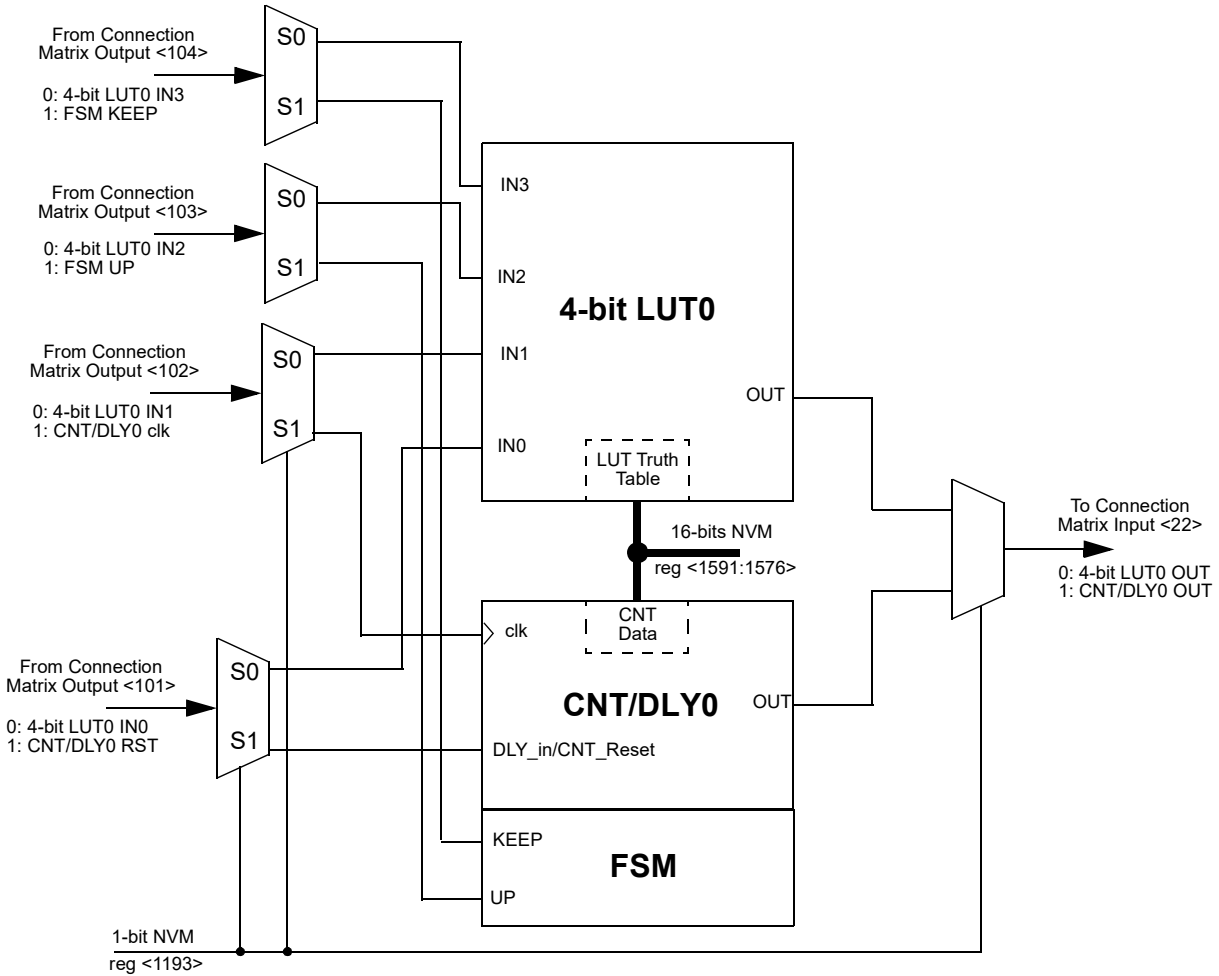 From Connection
Matrix Output <104>
0: 4-bit LUT0 IN3
1: FSM KEEP
S0
S1
From Connection
Matrix Output <103>
0: 4-bit LUT0 IN2
1: FSM UP
S0
S1
From Connection
Matrix Output <102>
0: 4-bit LUT0 IN1
1: CNT/DLY0 clk
S0
S1
From Connection
Matrix Output <101>
0: 4-bit LUT0 IN0
1: CNT/DLY0 RST
S0
S1
IN3
IN2
IN1
IN0
4-bit LUT0
OUT
LUT Truth
Table
16-bits NVM
reg <1591:1576>
clk
CNT
Data
CNT/DLY0
OUT
DLY_in/CNT_Reset
KEEP
FSM
UP
To Connection
Matrix Input <22>
0: 4-bit LUT0 OUT
1: CNT/DLY0 OUT
1-bit NVM
reg <1193>